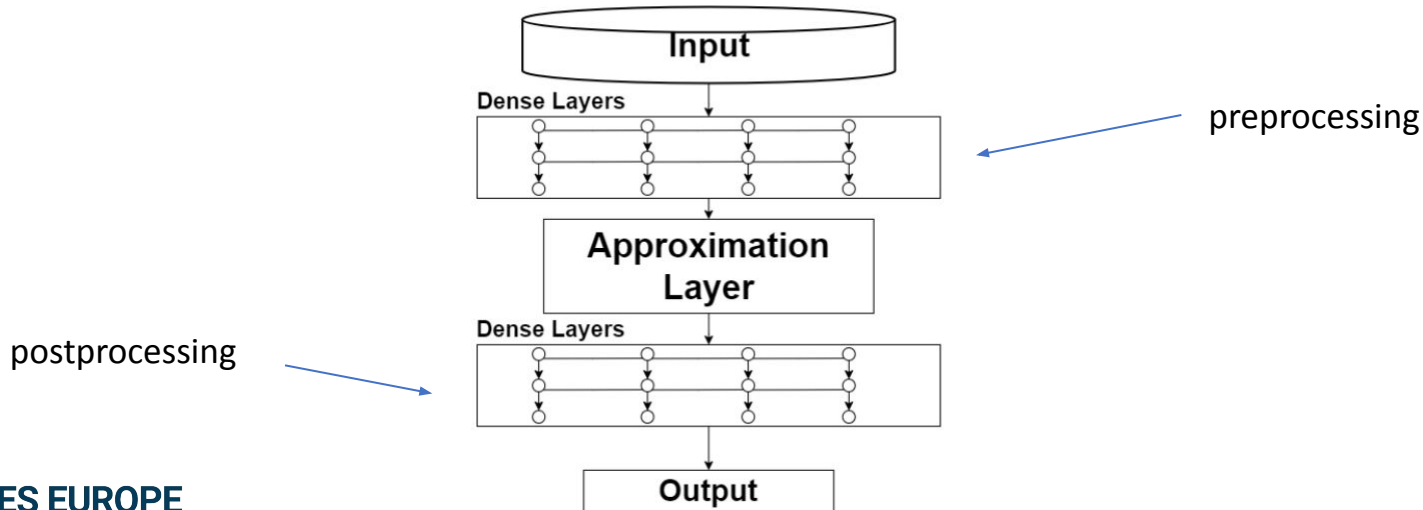 Input
Dense Layers
preprocessing
Approximation
Layer
Dense Layers
postprocessing
Output
ES EUROPE